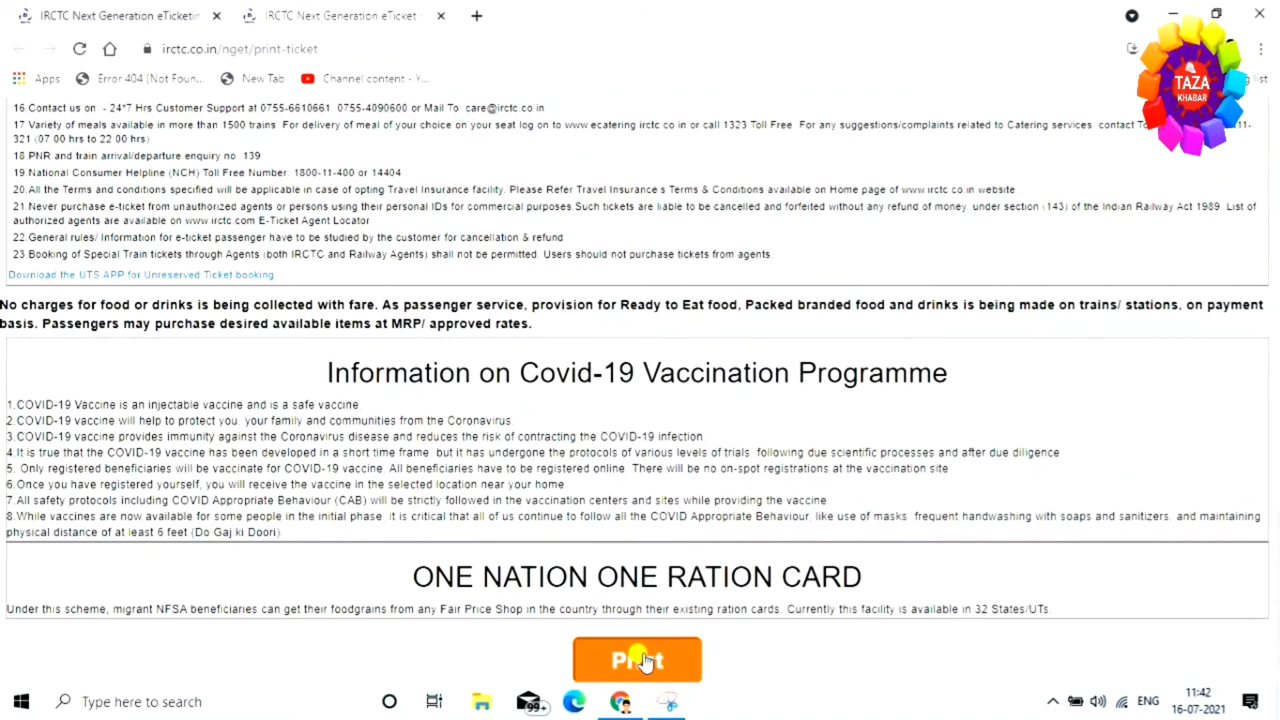 IRCTC Next Generation eTicketin
IRCTC Next Generation eTicket
irctc.co.in/nget/print-ticket
Apps
Error 404 (Not Foun...
New Tab
Channel content - Y...
TAZA
KHABAR
16 Contact us on - 24*7 Hrs Customer Support at 0755-6610661 0755-4090600 or Mail To care@irctc co in
17 Variety of meals available in more than 1500 trains For delivery of meal of your choice on your seat log on to www ecatering irctc co in or call 1323 Toll Free For any suggestions/complaints related to Catering services contact
321 (07 00 hrs to 22 00 hrs)
18 PNR and train arrival/departure enquiry no 139
19 National Consumer Helpline (NCH) Toll Free Number: 1800-11-400 or 14404
20.All the Terms and conditions specified will be applicable in case of opting Travel Insurance facility. Please Refer Travel Insurance s Terms & Conditions available on Home page of www irctc co.in website
21.Never purchase e-ticket from unauthorized agents or persons using their personal IDs for commercial purposes.Such tickets are liable to be cancelled and forfeited without any refund of money under section (143) of the Indian Railway Act 1989. List of
authorized agents are available on www irctc com E-Ticket Agent Locator
22.General rules/ Information for e-ticket passenger have to be studied by the customer for cancellation & refund
23 Booking of Special Train tickets through Agents (both IRCTC and Railway Agents) shall not be permitted. Users should not purchase tickets from agents.
Download the UTS APP for Unreserved Ticket booking
No charges for food or drinks is being collected with fare. As passenger service, provision for Ready to Eat food, Packed branded food and drinks is being made on trains/ stations, on payment
basis. Passengers may purchase desired available items at MRP/ approved rates.
Information on Covid-19 Vaccination Programme
1.COVID-19 Vaccine is an injectable vaccine and is a safe vaccine
2.COVID-19 vaccine will help to protect you, your family and communities from the Coronavirus
3.COVID-19 vaccine provides immunity against the Coronavirus disease and reduces the risk of contracting the COVID-19 infection
4.It is true that the COVID-19 vaccine has been developed in a short time frame but it has undergone the protocols of various levels of trials following due scientific processes and after due diligence
5. Only registered beneficiaries will be vaccinate for COVID-19 vaccine. All beneficiaries have to be registered online. There will be no on-spot registrations at the vaccination site
6.Once you have registered yourself, you will receive the vaccine in the selected location near your home
7.All safety protocols including COVID Appropriate Behaviour (CAB) will be strictly followed in the vaccination centers and sites while providing the vaccine
8.While vaccines are now available for some people in the initial phase it is critical that all of us continue to follow all the COVID Appropriate Behaviour, like use of masks frequent handwashing with soaps and sanitizers, and maintaining
physical distance of at least 6 feet (Do Gaj ki Doori)
ONE NATION ONE RATION CARD
Under this scheme, migrant NFSA beneficiaries can get their foodgrains from any Fair Price Shop in the country through their existing ration cards. Currently this facility is available in 32 States/UTs.
Print
Type here to search
99+
ENG
11:42
16-07-2021